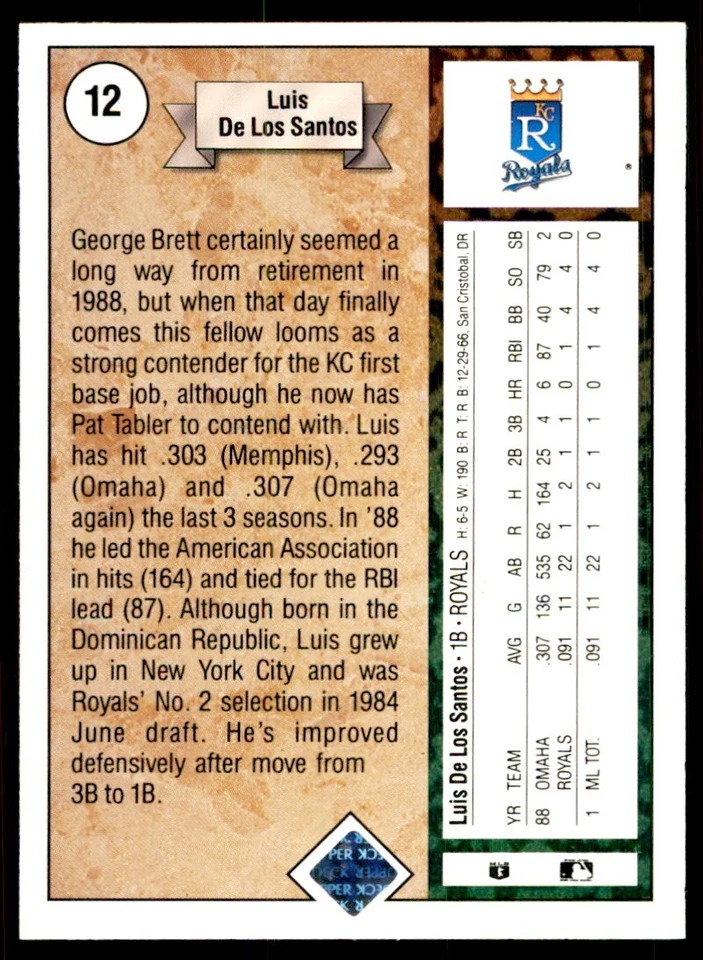 12
Luis
De Los Santos
George Brett certainly seemed a
long way from retirement in
1988, but when that day finally
comes this fellow looms as a
strong contender for the KC first
base job, although he now has
Pat Tabler to contend with. Luis
has hit .303 (Memphis), .293
(Omaha) and .307 (Omaha
again) the last 3 seasons. In '88
he led the American Association
in hits (164) and tied for the RBI
lead (87). Although born in the
Dominican Republic, Luis grew
up in New York City and was
Royals' No. 2 selection in 1984
June draft. He's improved
defensively after move from
3B to 1B.
KC
R
Royals
®
Luis De Los Santos • 1B • ROYALS H: 6-5 W: 190 B: R T: R B: 12-29-66, San Cristobal, DR
YR TEAM AVG G AB R H 2B 3B HR RBI BB SO SB
88 OMAHA .307 136 535 62 164 25 4 6 87 40 79 2
ROYALS .091 11 22 1 2 1 1 0 1 4 4 0
1 ML TOT. .091 11 22 1 2 1 1 0 1 4 4 0